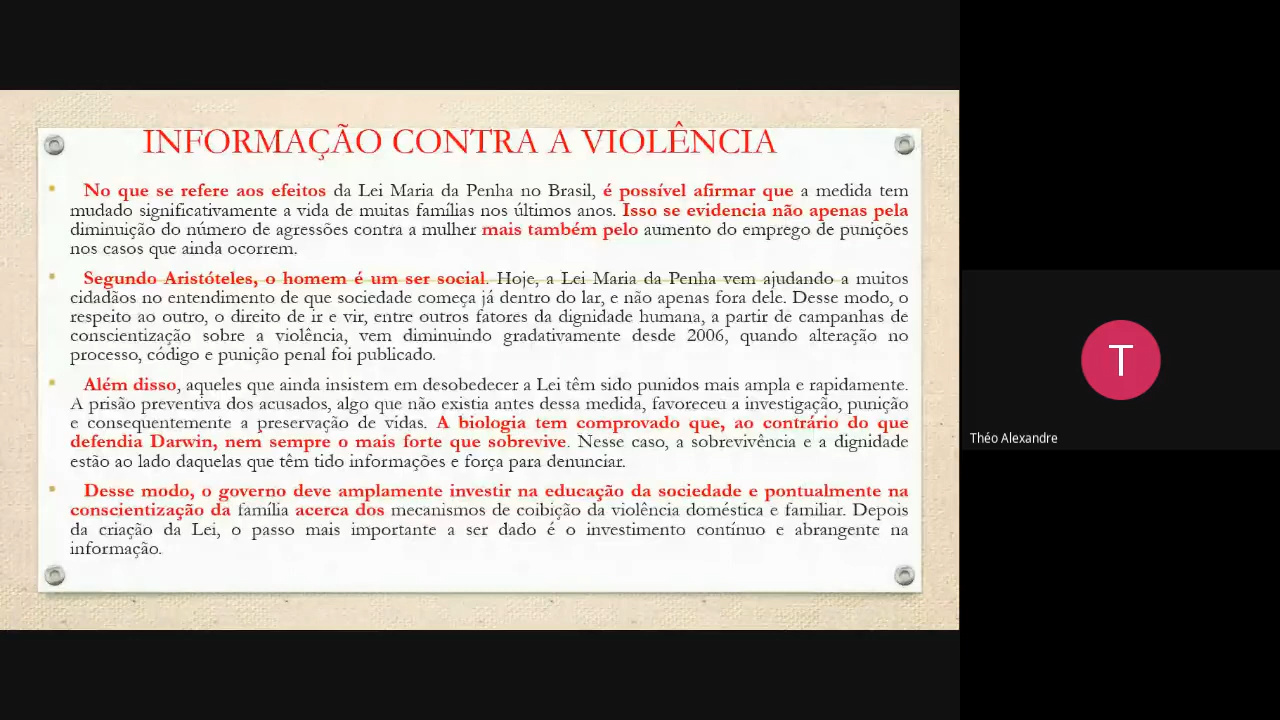 INFORMAÇÃO CONTRA A VIOLÊNCIA
No que se refere aos efeitos da Lei Maria da Penha no Brasil, é possível afirmar que a medida tem
mudado significativamente a vida de muitas famílias nos últimos anos. Isso se evidencia não apenas pela
diminuição do número de agressões contra a mulher mais também pelo aumento do emprego de punições
nos casos que ainda ocorrem.
Segundo Aristóteles, o homem é um ser social. Hoje, a Lei Maria da Penha vem ajudando a muitos
cidadãos no entendimento de que sociedade começa já dentro do lar, e não apenas fora dele. Desse modo, o
respeito ao outro, o direito de ir e vir, entre outros fatores da dignidade humana, a partir de campanhas de
conscientização sobre a violência, vem diminuindo gradativamente desde 2006, quando alteração no
processo, código e punição penal foi publicado.
Além disso, aqueles que ainda insistem em desobedecer a Lei têm sido punidos mais ampla e rapidamente.
A prisão preventiva dos acusados, algo que não existia antes dessa medida, favoreceu a investigação, punição
e consequentemente a preservação de vidas. A biologia tem comprovado que, ao contrário do que
defendia Darwin, nem sempre o mais forte que sobrevive. Nesse caso, a sobrevivência e a dignidade
estão ao lado daquelas que têm tido informações e força para denunciar.
Desse modo, o governo deve amplamente investir na educação da sociedade e pontualmente na
conscientização da família acerca dos mecanismos de coibição da violência doméstica e familiar. Depois
da criação da Lei, o passo mais importante a ser dado é o investimento contínuo e abrangente na
informação.
T
Théo Alexandre